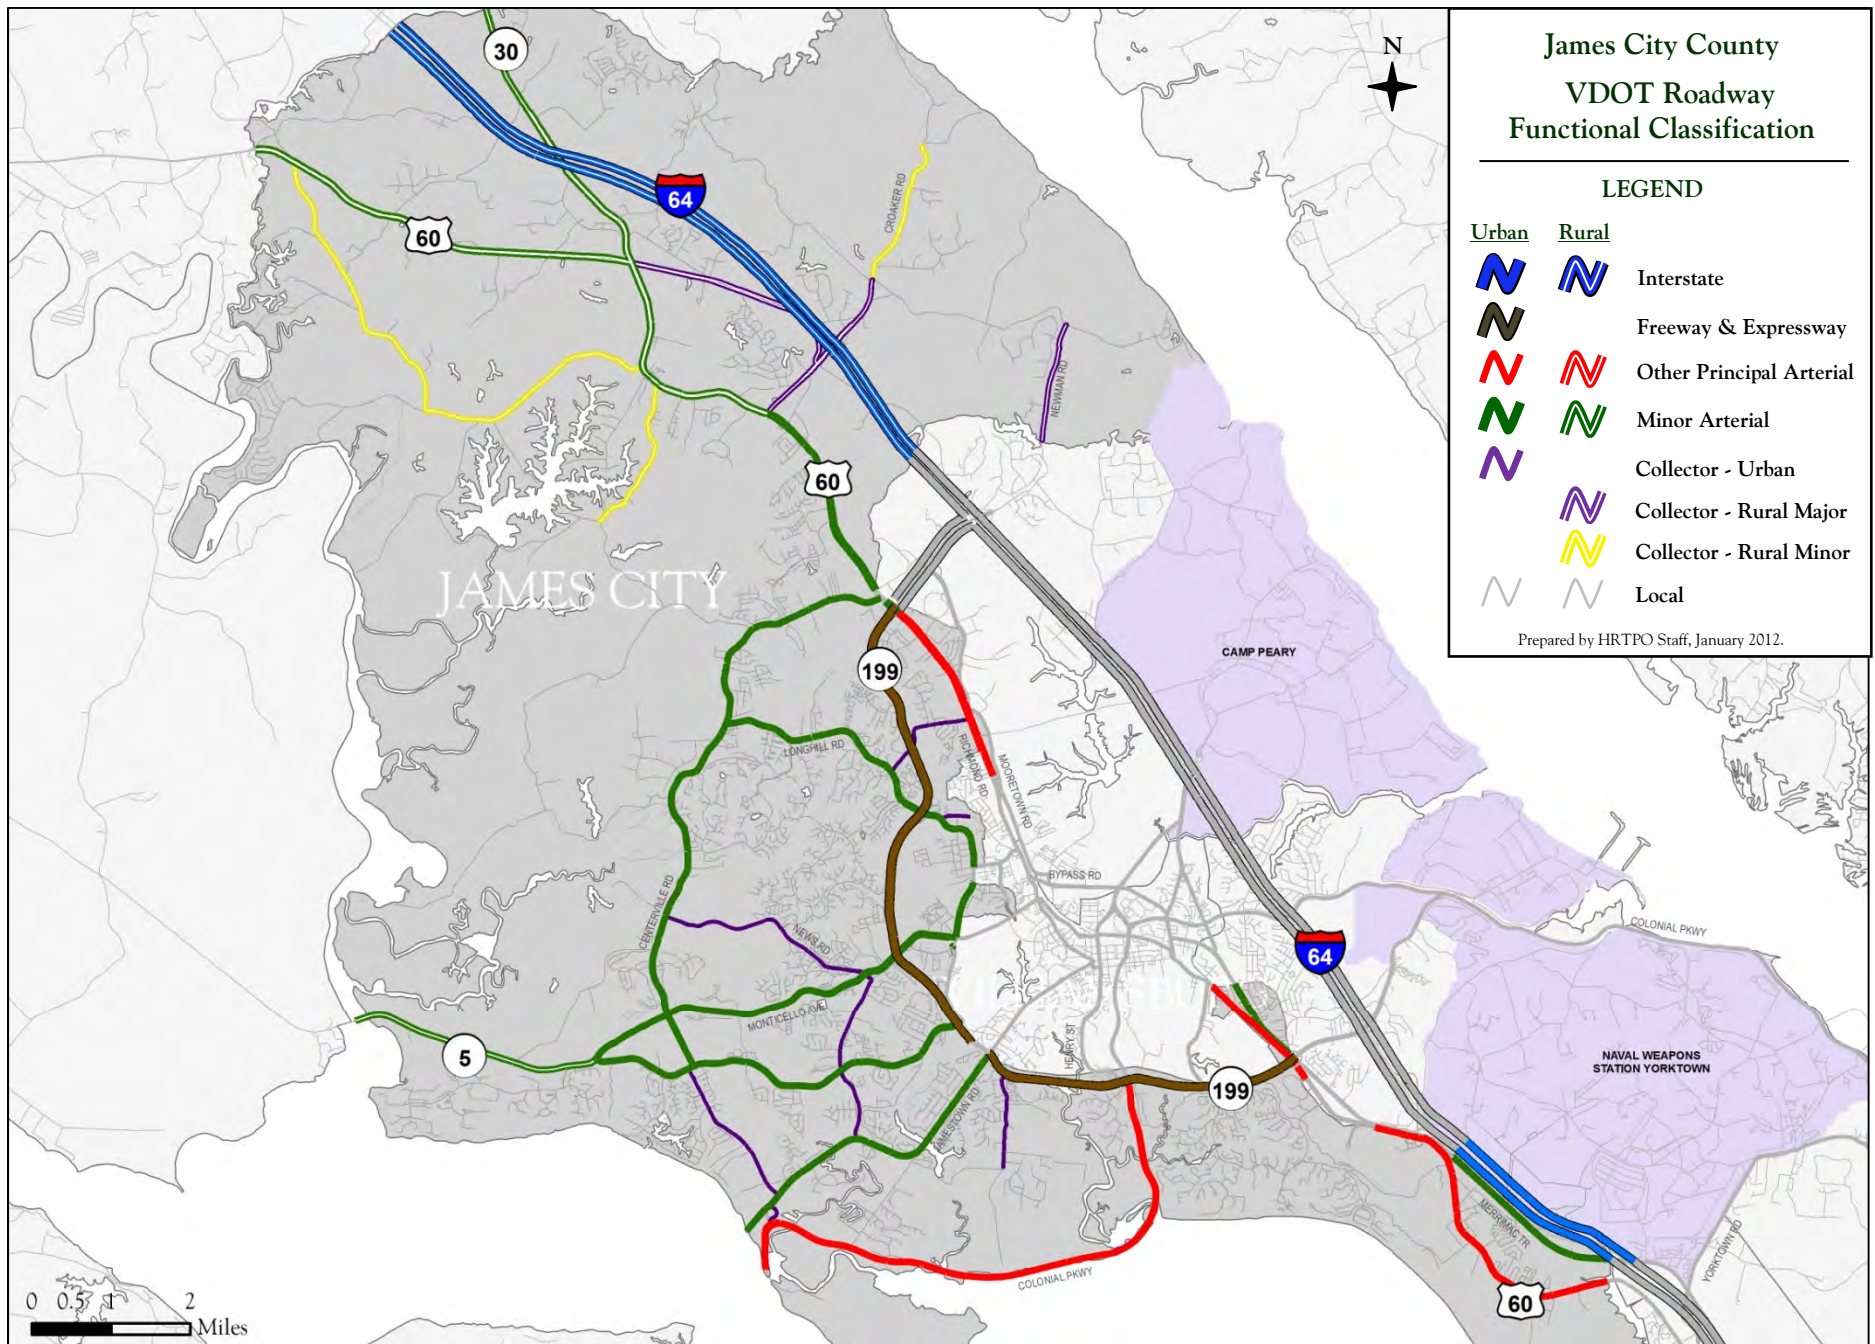 James City County
VDOT Roadway
Functional Classification
LEGEND
Urban Rural
Interstate
Freeway & Expressway
Other Principal Arterial
Minor Arterial
Collector - Urban
Collector - Rural Major
Collector - Rural Minor
Local
Prepared by HRTPO Staff, January 2012.
N
30
64
60
CROAKER RD
NEWMAN RD
60
JAMES CITY
CAMP PEARY
199
LONGHILL RD
RICHMOND RD
MOORETOWN RD
BYPASS RD
CENTERVILLE RD
NEWS RD
COLONIAL PKWY
64
MONTICELLO AVE
HENRY ST
5
NAVAL WEAPONS
STATION YORKTOWN
199
JAMESTOWN RD
MERRIMAC TR
YORKTOWN RD
COLONIAL PKWY
60
0 0.5 1 2
Miles